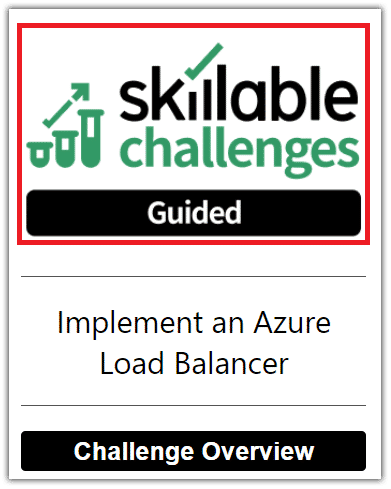 skillable
challenges
Guided
Implement an Azure
Load Balancer
Challenge Overview